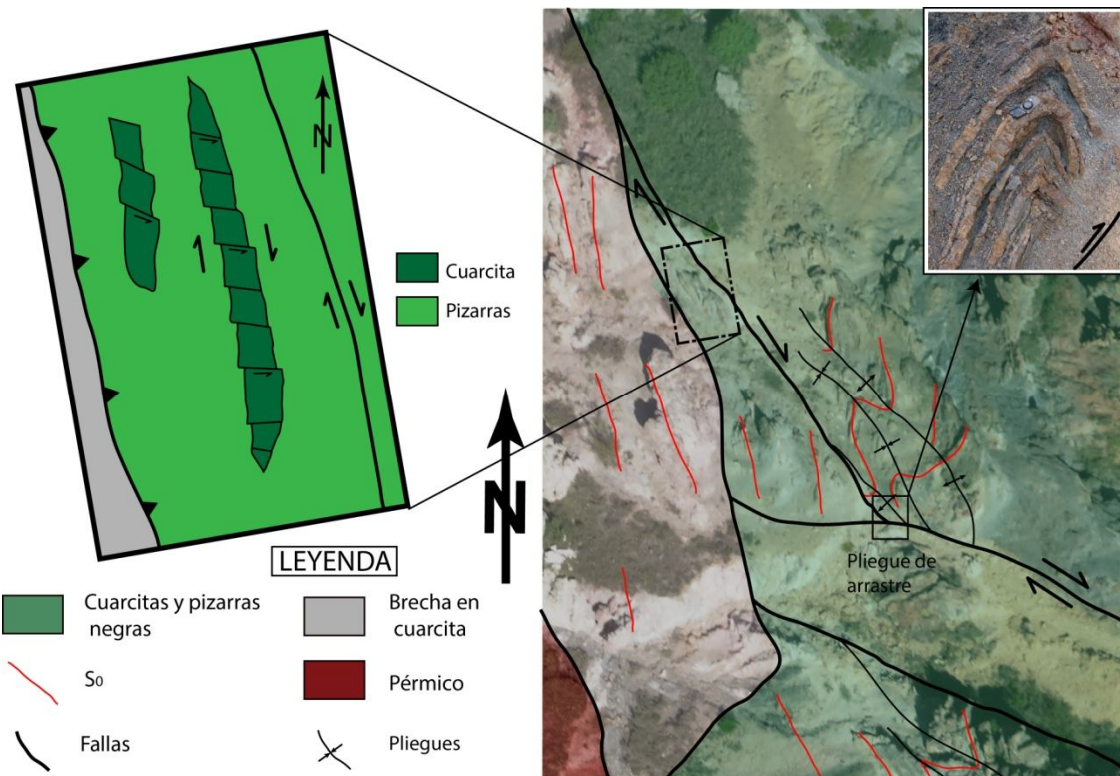 N
Cuarcita
Pizarras
N
LEYENDA
Cuarcitas y pizarras
negras
Brecha en
cuarcita
S0
Pérmico
Fallas
Pliegues
Pliegue de
arrastre